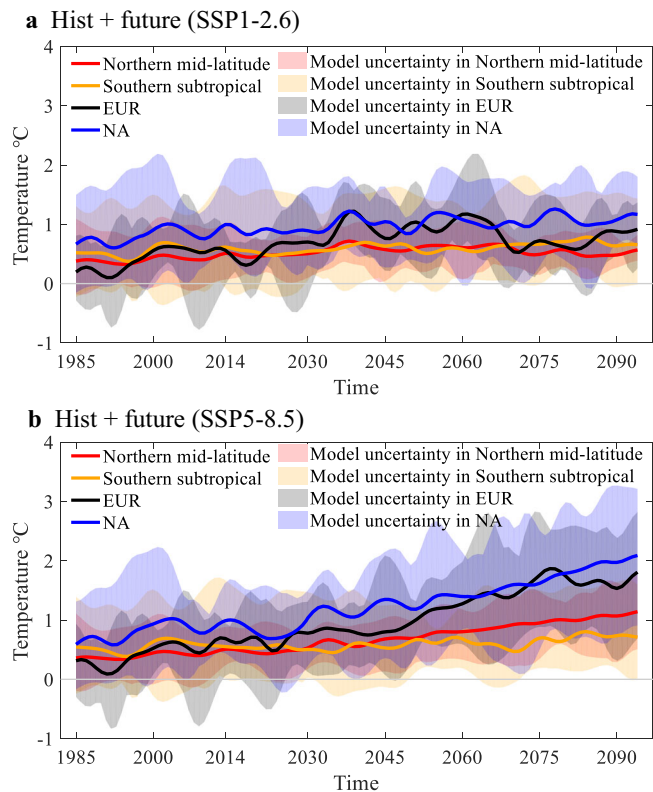 a Hist + future (SSP1-2.6)
4
3
2
1
0
-1
Temperature °C
Northern mid-latitude
Southern subtropical
EUR
NA
Model uncertainty in Northern mid-latitude
Model uncertainty in Southern subtropical
Model uncertainty in EUR
Model uncertainty in NA
1985 2000 2014 2030 2045 2060 2075 2090
Time
b Hist + future (SSP5-8.5)
4
3
2
1
0
-1
Temperature °C
Northern mid-latitude
Southern subtropical
EUR
NA
Model uncertainty in Northern mid-latitude
Model uncertainty in Southern subtropical
Model uncertainty in EUR
Model uncertainty in NA
1985 2000 2014 2030 2045 2060 2075 2090
Time